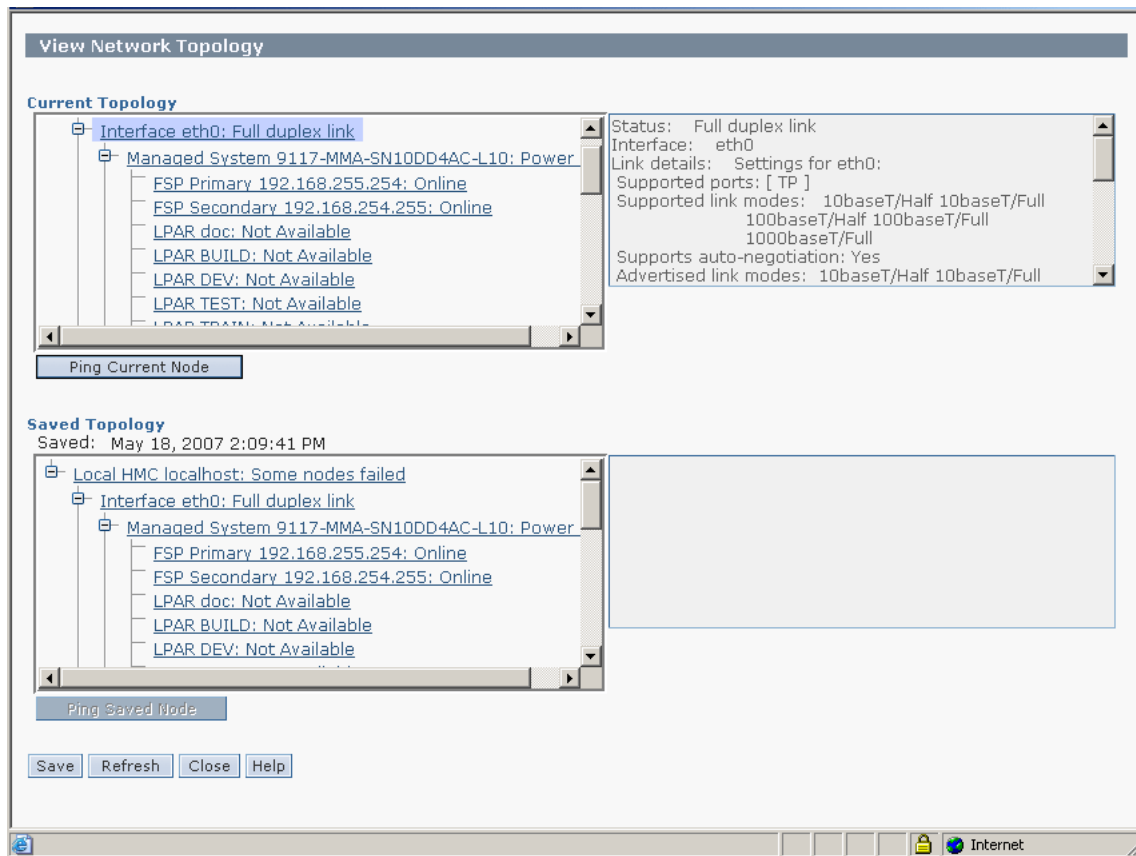 View Network Topology
Current Topology
Interface eth0: Full duplex link
Managed System 9117-MMA-SN10DD4AC-L10: Power
FSP Primary 192.168.255.254: Online
FSP Secondary 192.168.254.255: Online
LPAR doc: Not Available
LPAR BUILD: Not Available
LPAR DEV: Not Available
LPAR TEST: Not Available
LPAR TRAIN: Not Available
Status: Full duplex link
Interface: eth0
Link details: Settings for eth0:
Supported ports: [ TP ]
Supported link modes: 10baseT/Half 10baseT/Full
100baseT/Half 100baseT/Full
1000baseT/Full
Supports auto-negotiation: Yes
Advertised link modes: 10baseT/Half 10baseT/Full
Ping Current Node
Saved Topology
Saved: May 18, 2007 2:09:41 PM
Local HMC localhost: Some nodes failed
Interface eth0: Full duplex link
Managed System 9117-MMA-SN10DD4AC-L10: Power
FSP Primary 192.168.255.254: Online
FSP Secondary 192.168.254.255: Online
LPAR doc: Not Available
LPAR BUILD: Not Available
LPAR DEV: Not Available
Ping Saved Node
Save Refresh Close Help
Internet